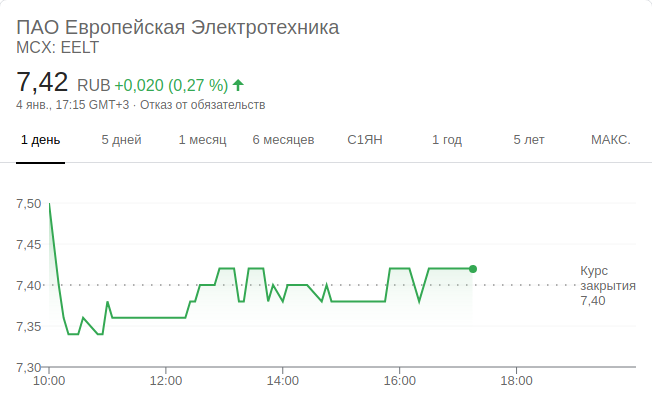 ПАО Европейская Электротехника
MCX: EELT
7,42 RUB +0,020 (0,27 %)
4 янв., 17:15 GMT+3 · Отказ от обязательств
1 день 5 дней 1 месяц 6 месяцев С1ЯН 1 год 5 лет МАКС.
7,50
7,45
7,40
7,35
7,30
Курс
закрытия
7,40
10:00 12:00 14:00 16:00 18:00